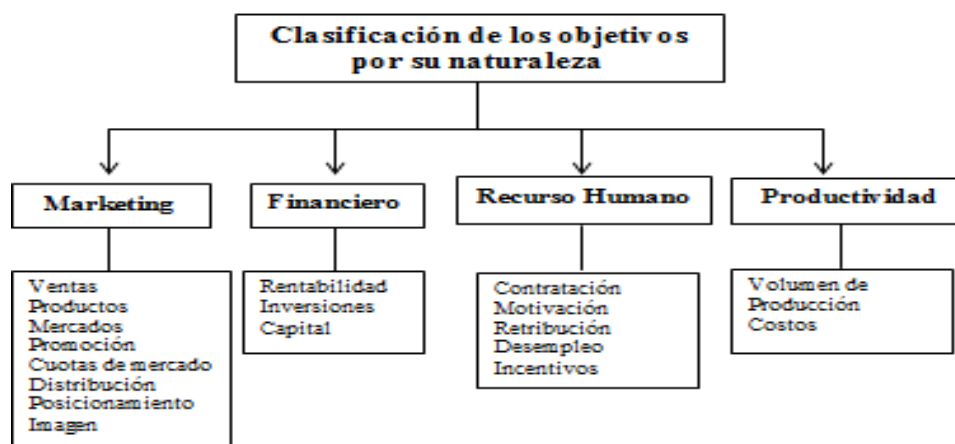 Clasificación de los objetivos
por su naturaleza
Marketing
Financiero
Recurso Humano
Productividad
Ventas
Productos
Mercados
Promoción
Cuotas de mercado
Distribución
Posicionamiento
Imagen
Rentabilidad
Inversiones
Capital
Contratación
Motivación
Retribución
Desempleo
Incentivos
Volumen de
Producción
Costos